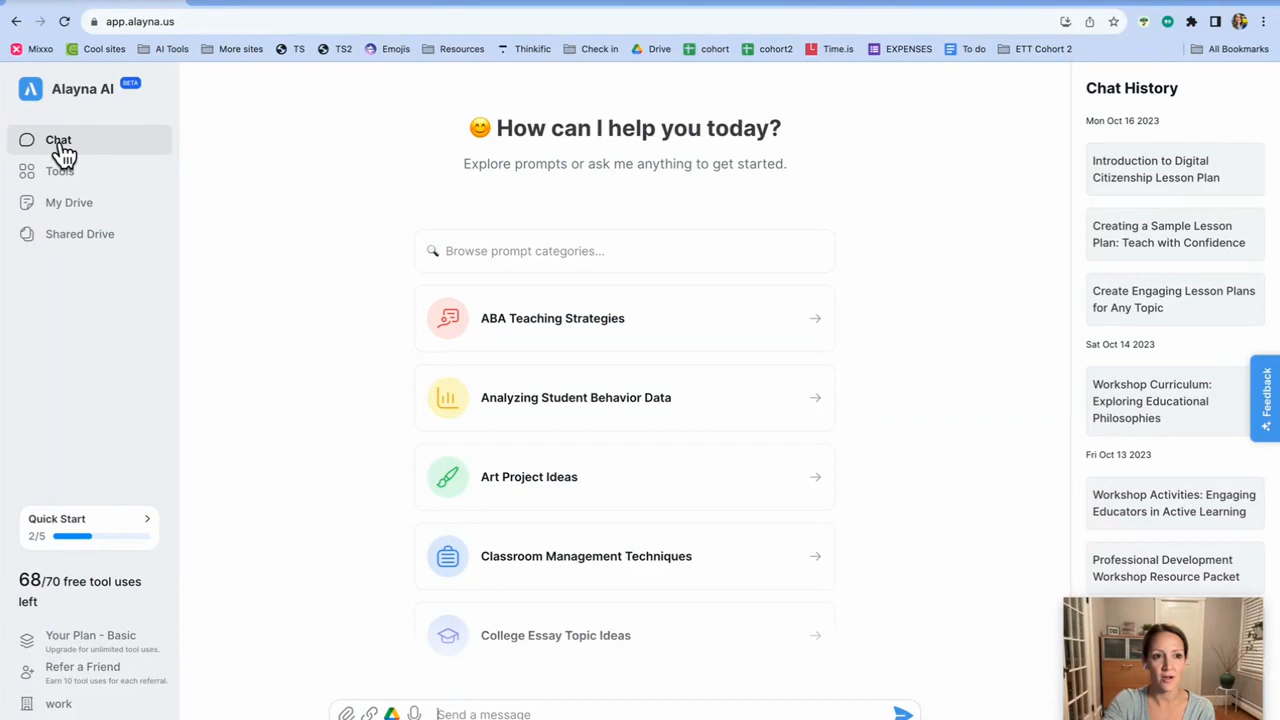 app.alayna.us
Mixxo
Cool sites
AI Tools
More sites
TS
TS2
Emojis
Resources
Thinkific
Check in
Drive
cohort
cohort2
Time.is
EXPENSES
To do
ETT Cohort 2
All Bookmarks
Alayna AI BETA
Chat
Tools
My Drive
Shared Drive
Quick Start
2/5
68/70 free tool uses
left
Your Plan - Basic
Upgrade for unlimited tool uses.
Refer a Friend
Earn 10 tool uses for each referral.
work
😊 How can I help you today?
Explore prompts or ask me anything to get started.
Browse prompt categories...
ABA Teaching Strategies
Analyzing Student Behavior Data
Art Project Ideas
Classroom Management Techniques
College Essay Topic Ideas
Send a message
Chat History
Mon Oct 16 2023
Introduction to Digital
Citizenship Lesson Plan
Creating a Sample Lesson
Plan: Teach with Confidence
Create Engaging Lesson Plans
for Any Topic
Sat Oct 14 2023
Workshop Curriculum:
Exploring Educational
Philosophies
Fri Oct 13 2023
Workshop Activities: Engaging
Educators in Active Learning
Professional Development
Workshop Resource Packet
Feedback